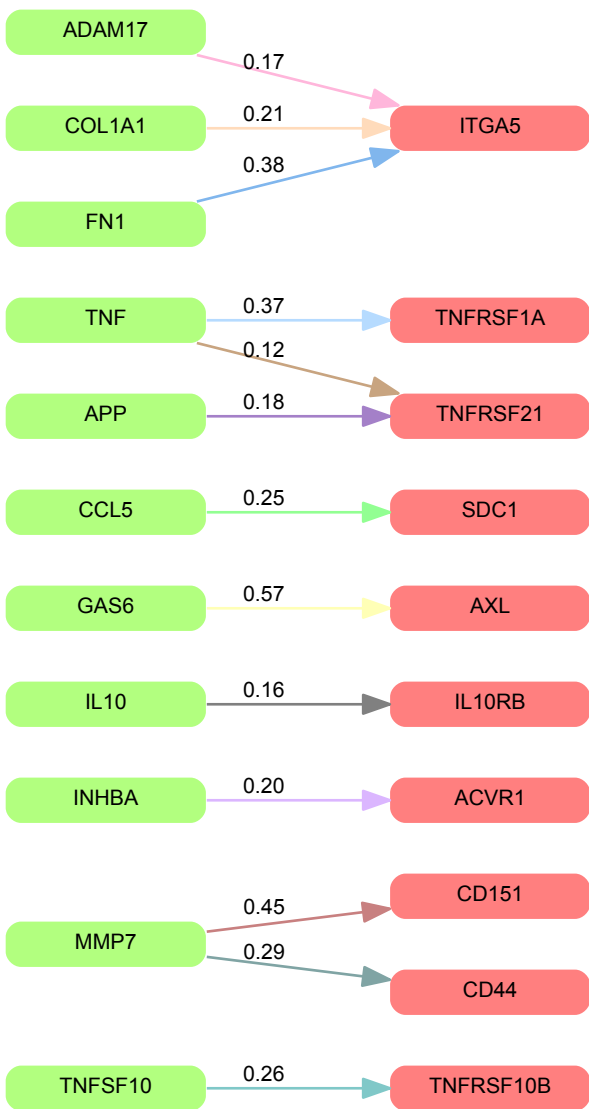 ADAM17
0.17
COL1A1
0.21
ITGA5
0.38
FN1
TNF
0.37
TNFRSF1A
0.12
APP
0.18
TNFRSF21
CCL5
0.25
SDC1
GAS6
0.57
AXL
IL10
0.16
IL10RB
INHBA
0.20
ACVR1
0.45
CD151
MMP7
0.29
CD44
TNFSF10
0.26
TNFRSF10B